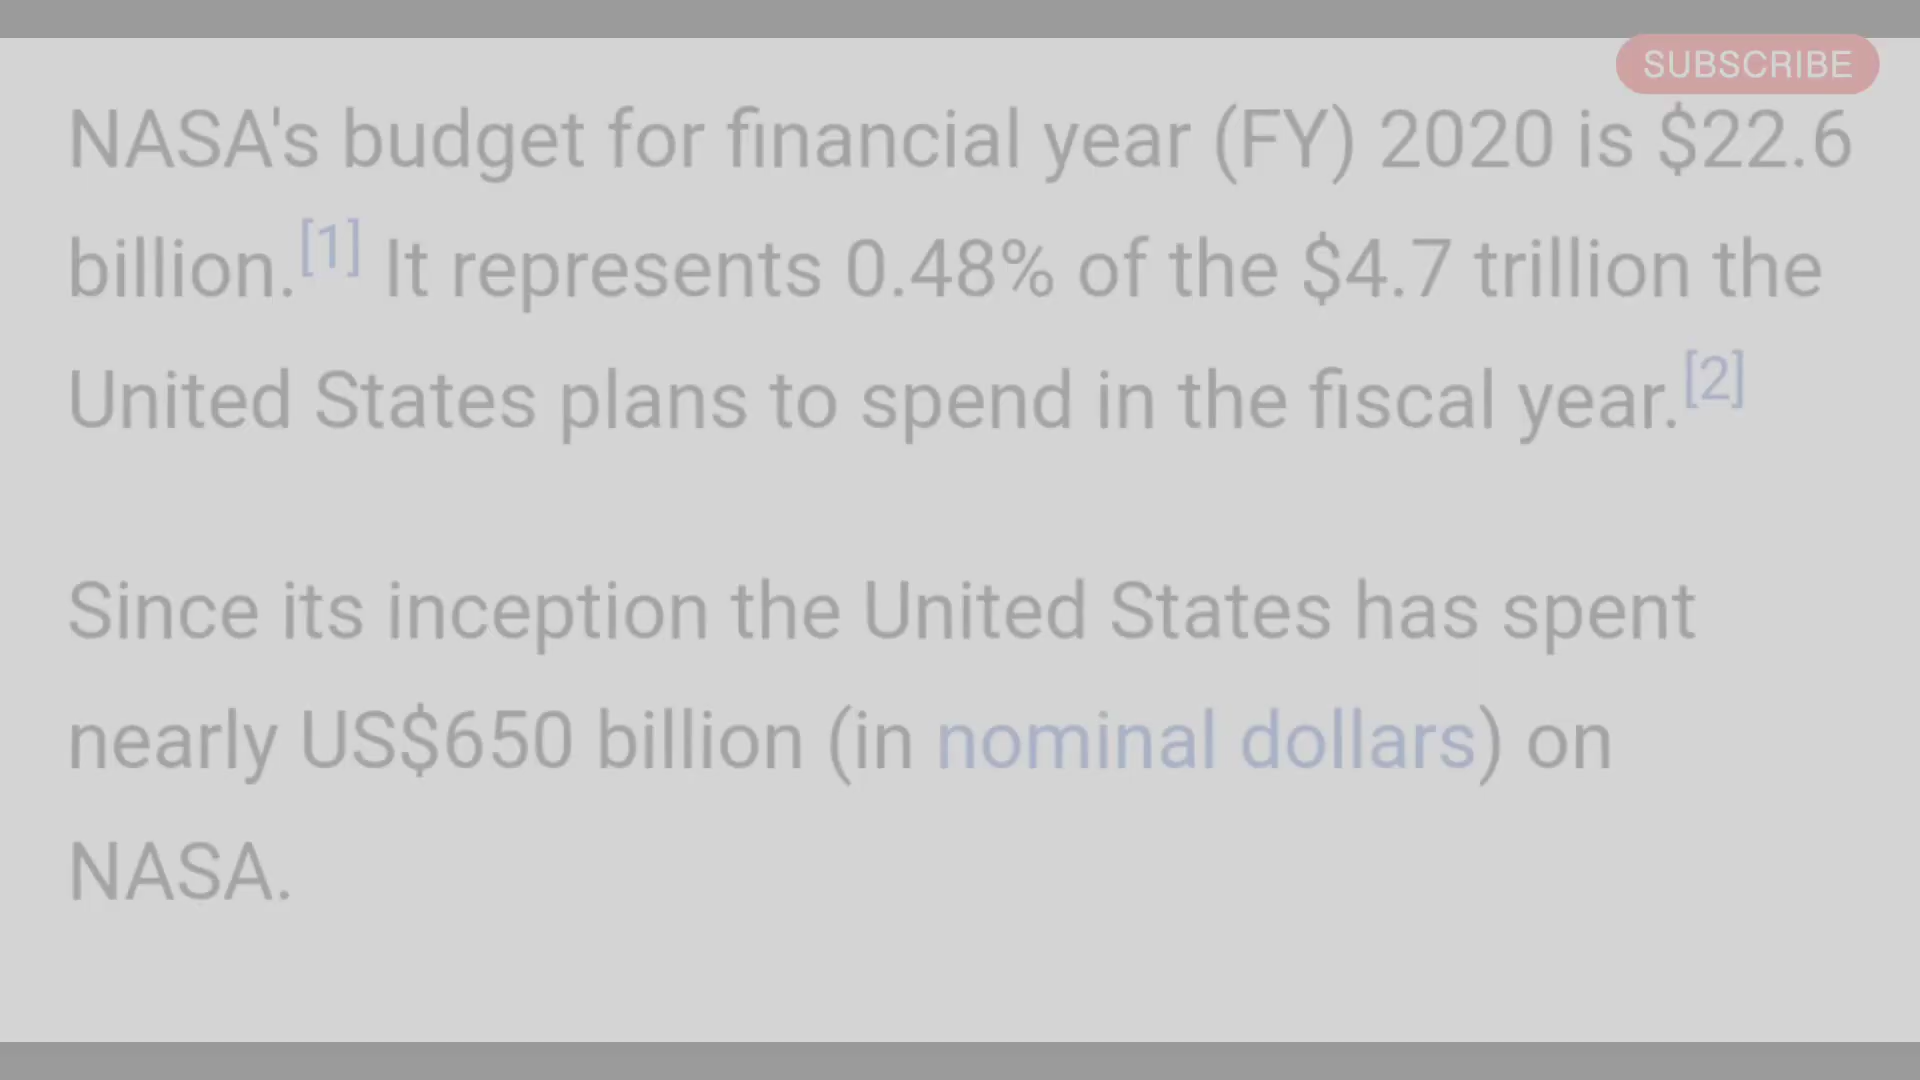 SUBSCRIBE
NASA's budget for financial year (FY) 2020 is $22.6
billion.[1] It represents 0.48% of the $4.7 trillion the
United States plans to spend in the fiscal year.[2]
Since its inception the United States has spent
nearly US$650 billion (in nominal dollars) on
NASA.